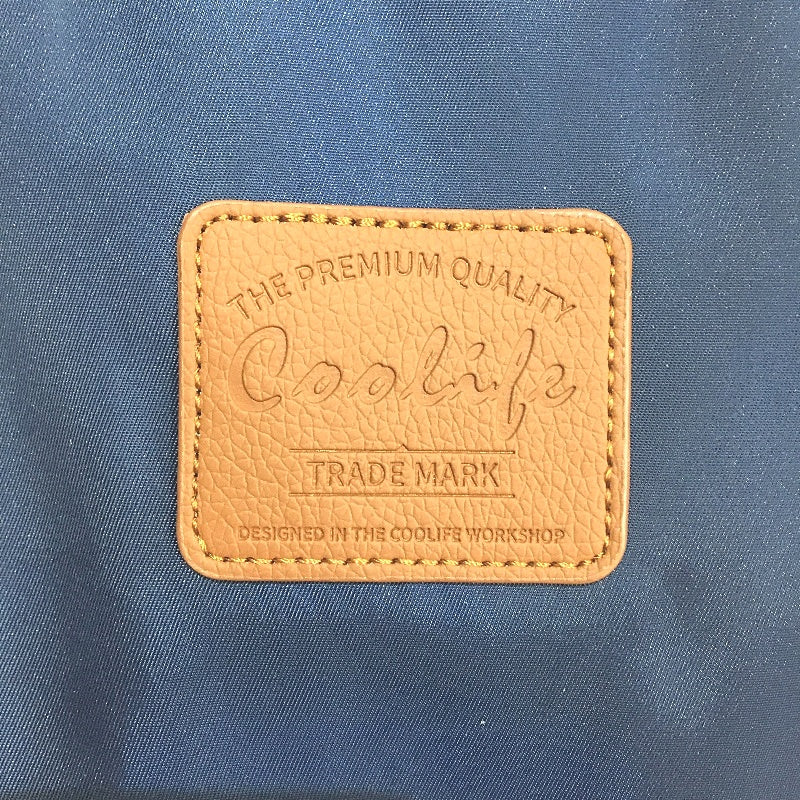 THE PREMIUM QUALITY
Coolife
TRADE MARK
DESIGNED IN THE COOLIFE WORKSHOP